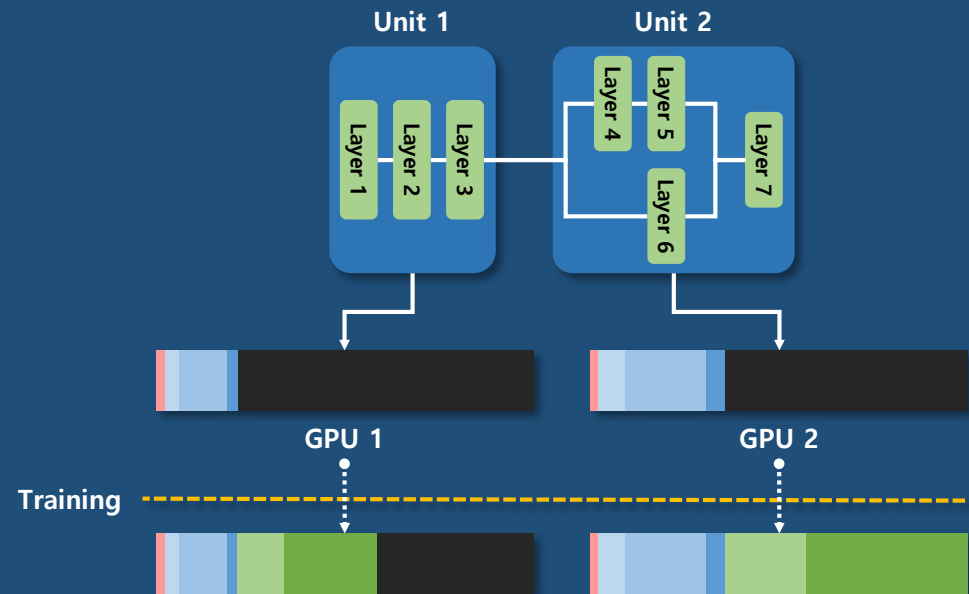 Unit 1
Unit 2
Layer 1
Layer 2
Layer 3
Layer 4
Layer 5
Layer 6
Layer 7
GPU 1
GPU 2
Training